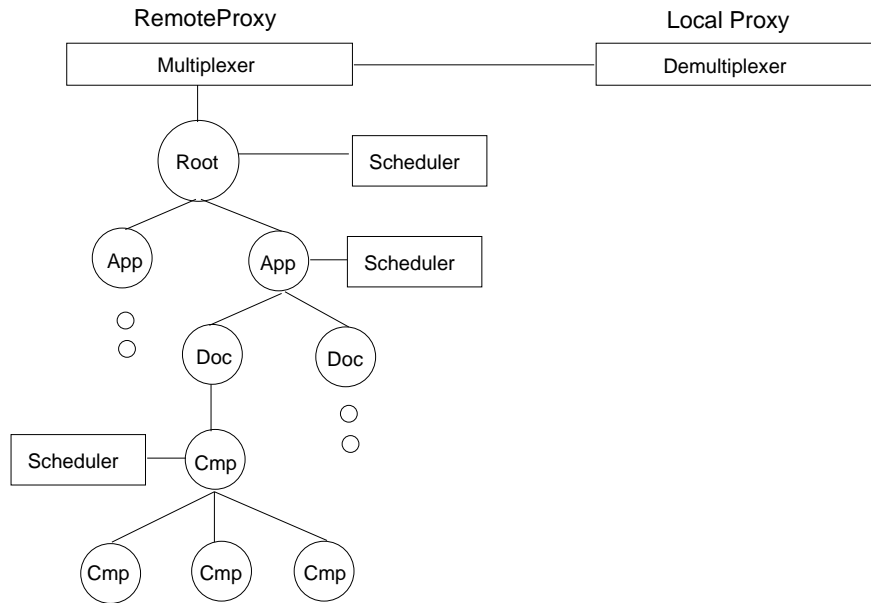 RemoteProxy
Local Proxy
Multiplexer
Demultiplexer
Root
Scheduler
App
App
Scheduler
Doc
Doc
Scheduler
Cmp
Cmp
Cmp
Cmp